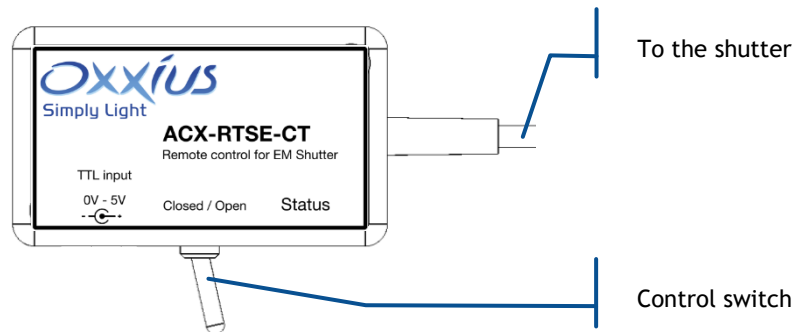 To the shutter
Oxxius
Simply Light
ACX-RTSE-CT
Remote control for EM Shutter
TTL input
0V - 5V
Closed / Open
Status
Control switch